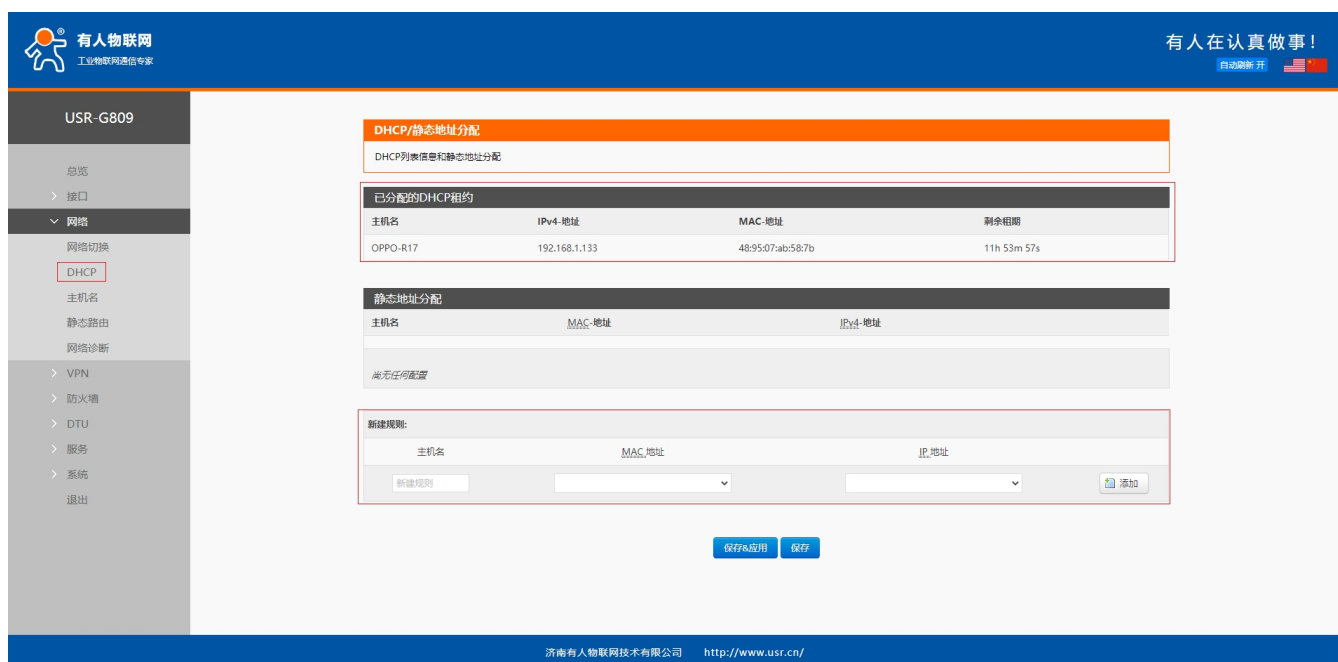 有人物联网
工业物联网通信专家
有人在认真做事!
自动刷新 开
USR-G809
总览
接口
网络
网络切换
DHCP
主机名
静态路由
网络诊断
VPN
防火墙
DTU
服务
系统
退出
DHCP/静态地址分配
DHCP列表信息和静态地址分配
已分配的DHCP租约
主机名 IPv4-地址 MAC-地址 剩余租期
OPPO-R17 192.168.1.133 48:95:07:ab:58:7b 11h 53m 57s
静态地址分配
主机名 MAC-地址 IPv4-地址
尚无任何配置
新建规则:
主机名 MAC 地址 IP 地址
新建规则 添加
保存&应用 保存
济南有人物联网技术有限公司 http://www.usr.cn/